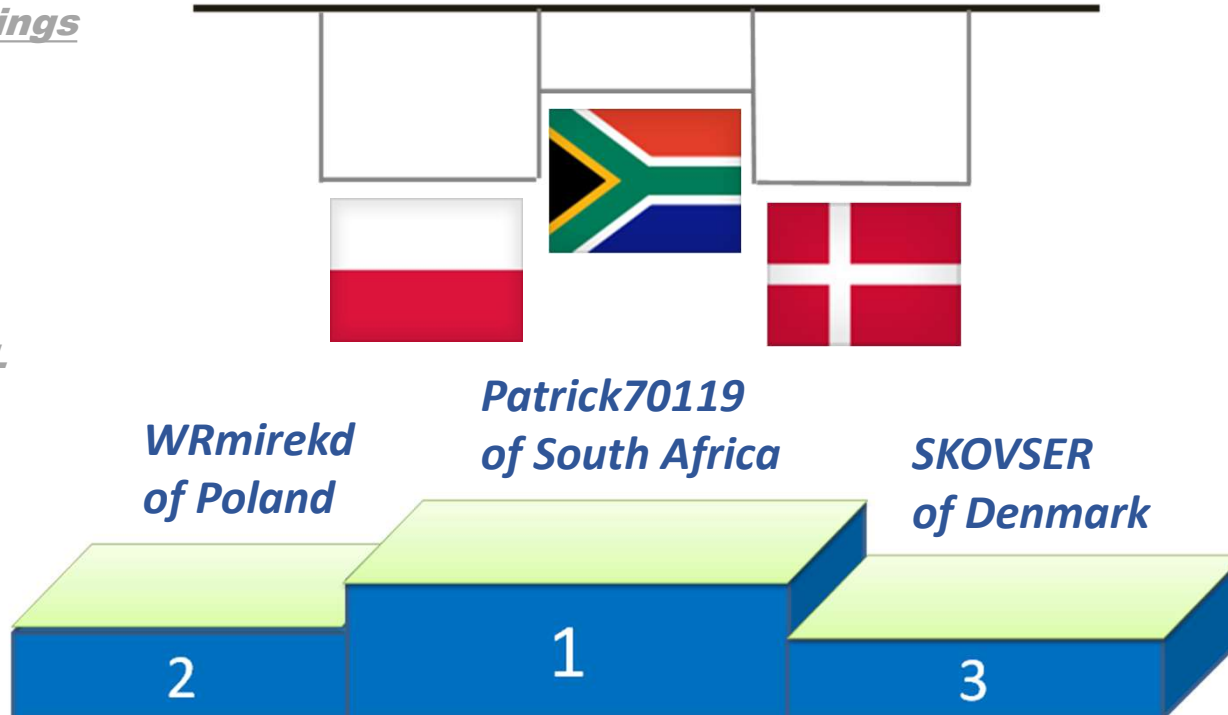 ings
Patrick70119
of South Africa
WRmirekd
of Poland
SKOVSER
of Denmark
2
1
3